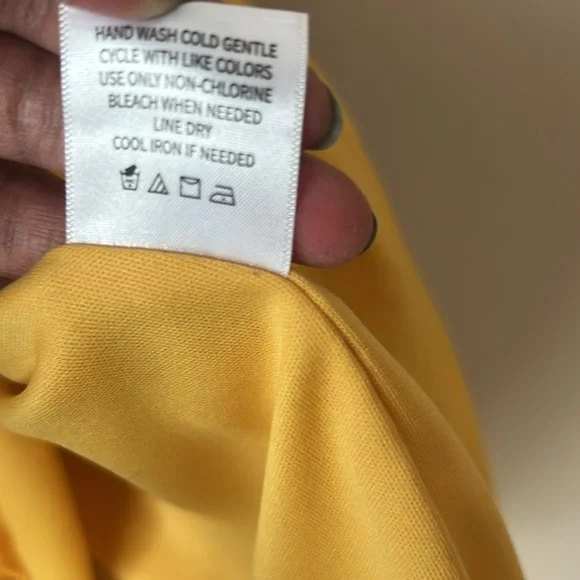 HAND WASH COLD GENTLE
CYCLE WITH LIKE COLORS
USE ONLY NON-CHLORINE
BLEACH WHEN NEEDED
LINE DRY
COOL IRON IF NEEDED